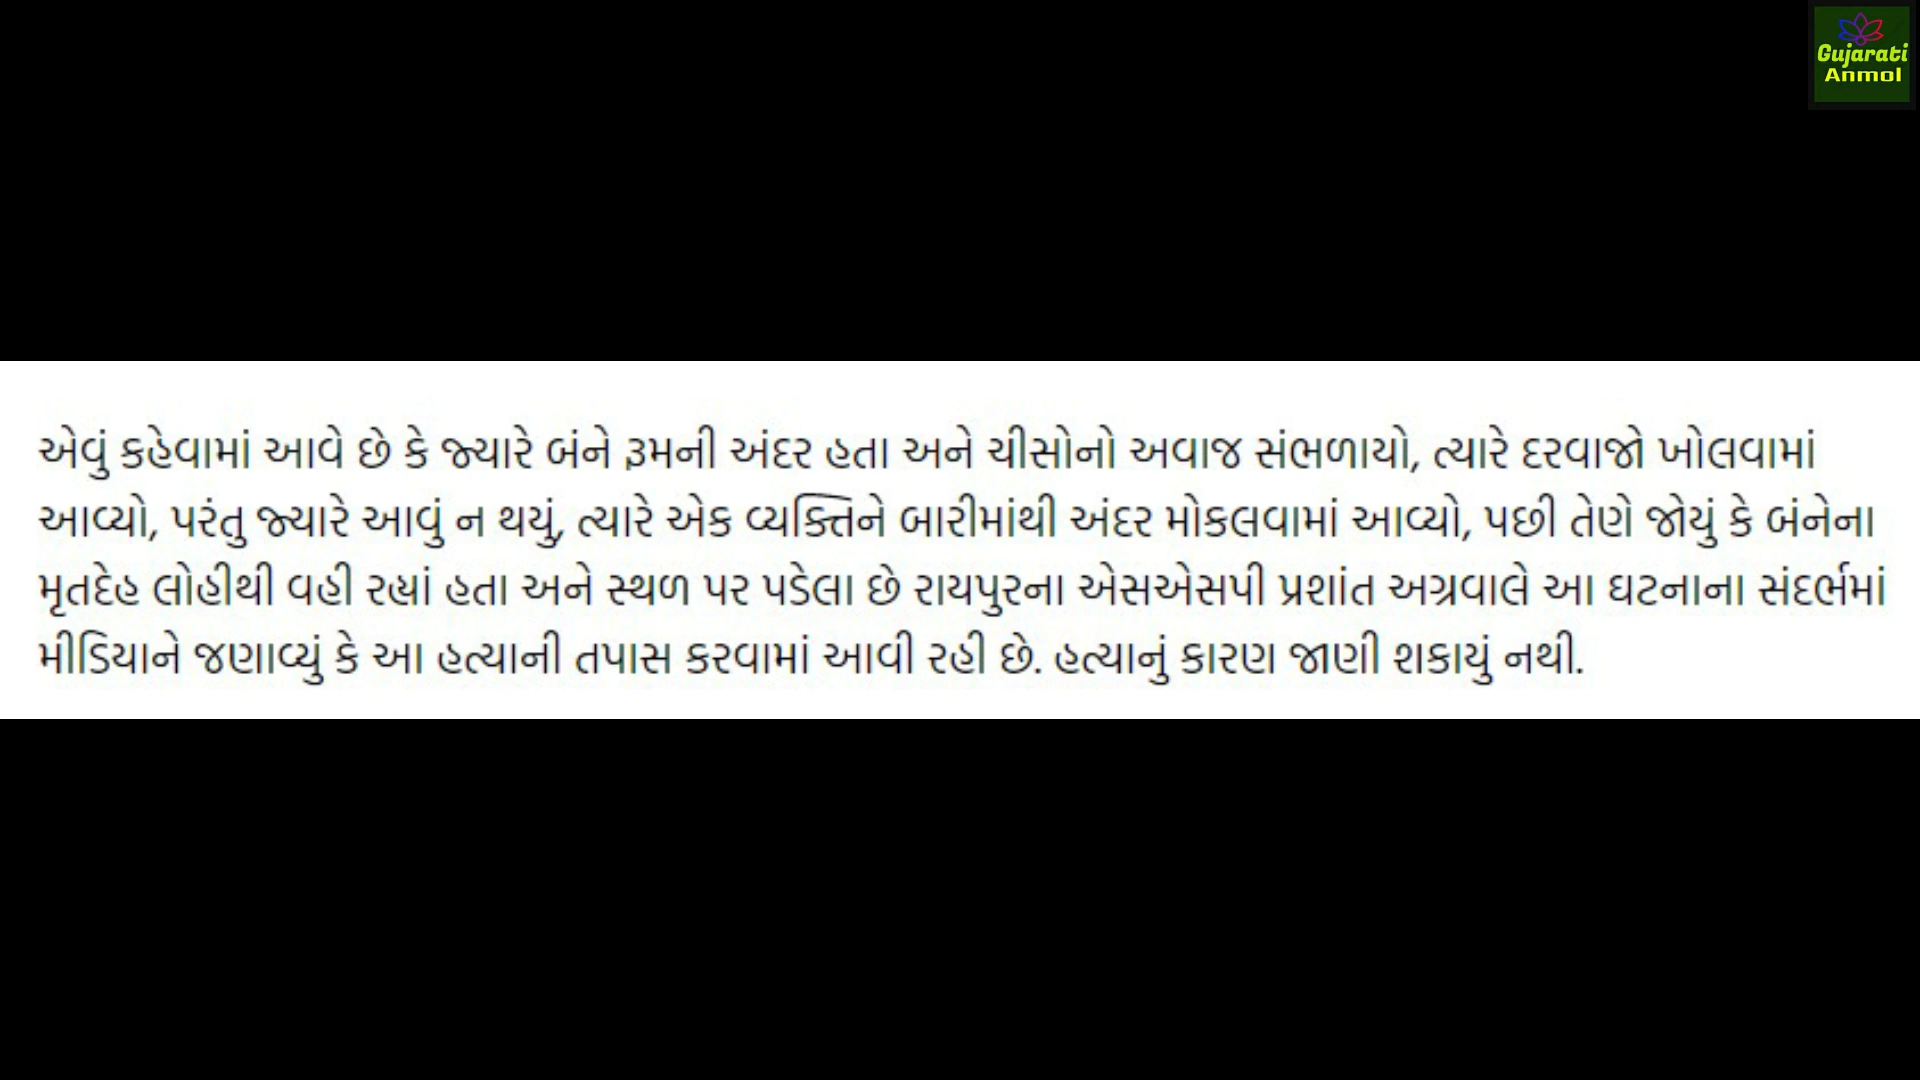 Gujarati
Anmol
એવું કહેવામાં આવે છે કે જ્યારે બંને રૂમની અંદર હતા અને ચીસોનો અવાજ સંભળાયો, ત્યારે દરવાજો ખોલવામાં
આવ્યો, પરંતુ જ્યારે આવું ન થયું, ત્યારે એક વ્યક્તિને બારીમાંથી અંદર મોકલવામાં આવ્યો, પછી તેણે જોયું કે બંનેના
મૃતદેહ લોહીથી વહી રહ્યાં હતા અને સ્થળ પર પડેલા છે રાયપુરના એસએસપી પ્રશાંત અગ્રવાલે આ ઘટનાના સંદર્ભમાં
મીડિયાને જણાવ્યું કે આ હત્યાની તપાસ કરવામાં આવી રહી છે. હત્યાનું કારણ જાણી શકાયું નથી.